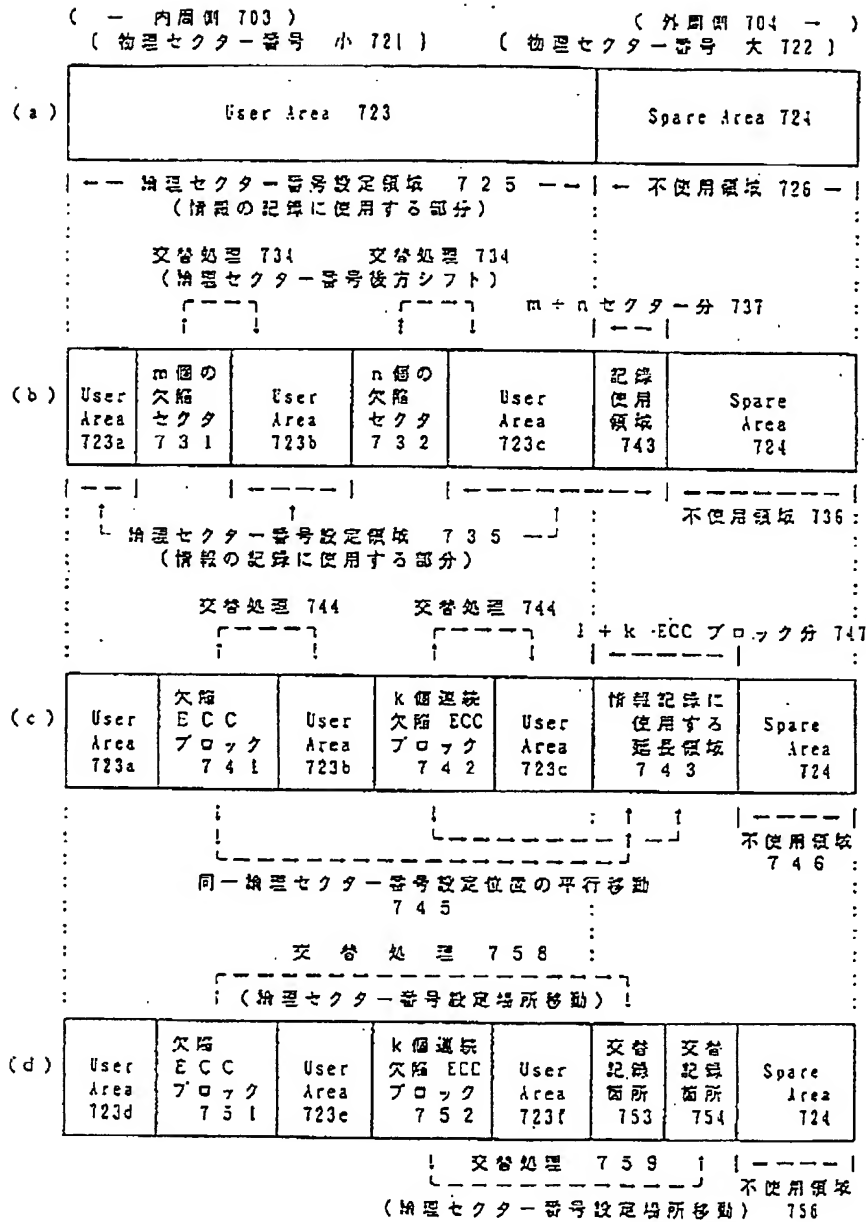 ( ← 内周側 703 ) ( 外周側 704 → )
( 物理セクター番号 小 721 ) ( 物理セクター番号 大 722 )
(a) User Area 723 Spare Area 724
論理セクター番号設定領域 725 不使用領域 726
(情報の記録に使用する部分)
交替処理 734 交替処理 734
(論理セクター番号後方シフト)
m+nセクター分 737
(b)
User Area 723a
m個の欠陥セクタ 731
User Area 723b
n個の欠陥セクタ 732
User Area 723c
記録使用領域 743
Spare Area 724
不使用領域 736
論理セクター番号設定領域 735
(情報の記録に使用する部分)
交替処理 744 交替処理 744
1+k ECC ブロック分 747
(c)
User Area 723a
欠陥ECCブロック 741
User Area 723b
k個連続欠陥 ECCブロック 742
User Area 723c
情報記録に使用する延長領域 743
Spare Area 724
不使用領域 746
同一論理セクター番号設定位置の平行移動
745
交替処理 758
(論理セクター番号設定場所移動)
(d)
User Area 723d
欠陥ECCブロック 751
User Area 723e
k個連続欠陥 ECCブロック 752
User Area 723f
交替記録箇所 753
交替記録箇所 754
Spare Area 724
交替処理 759
不使用領域
(論理セクター番号設定場所移動) 756